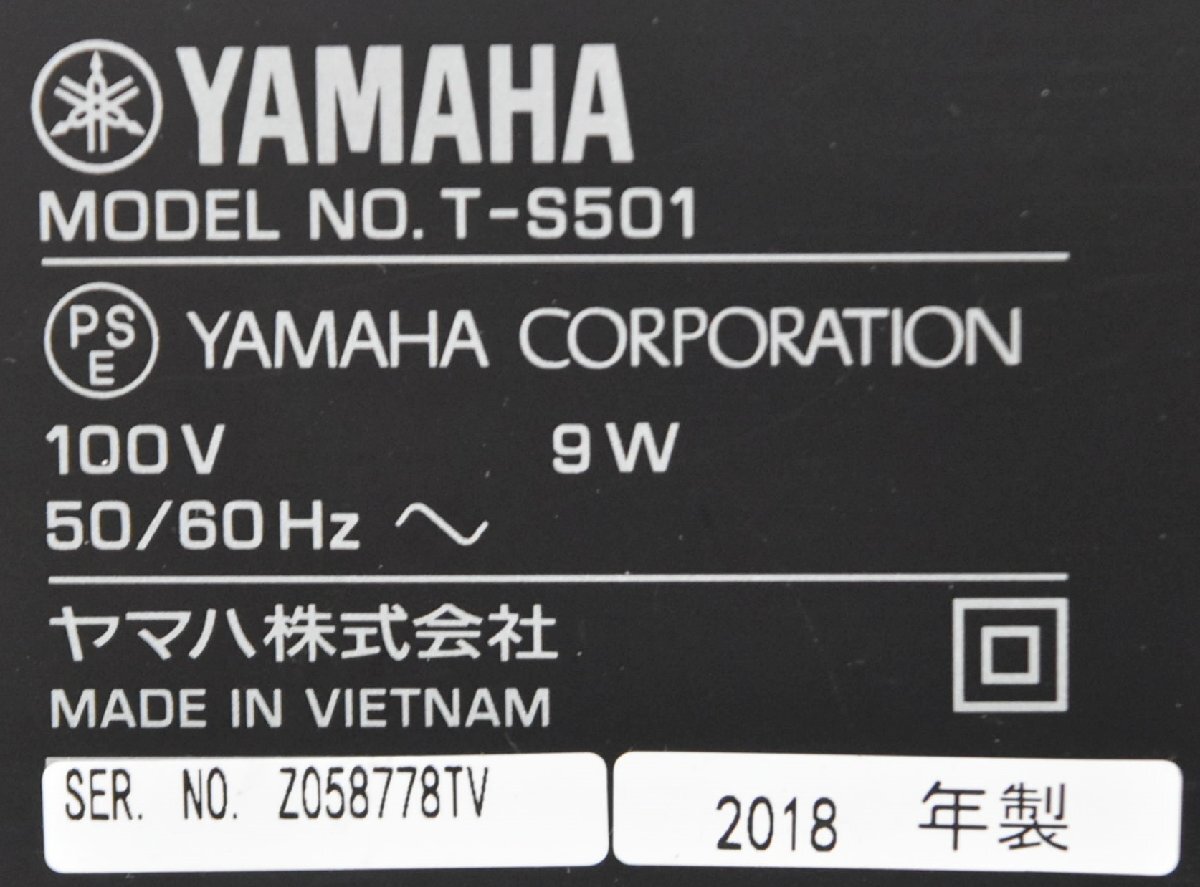 YAMAHA
MODEL NO. T-S501
PSE YAMAHA CORPORATION
100V 9W
50/60Hz ~
ヤマハ株式会社
MADE IN VIETNAM
SER. NO. Z058778TV
2018 年製